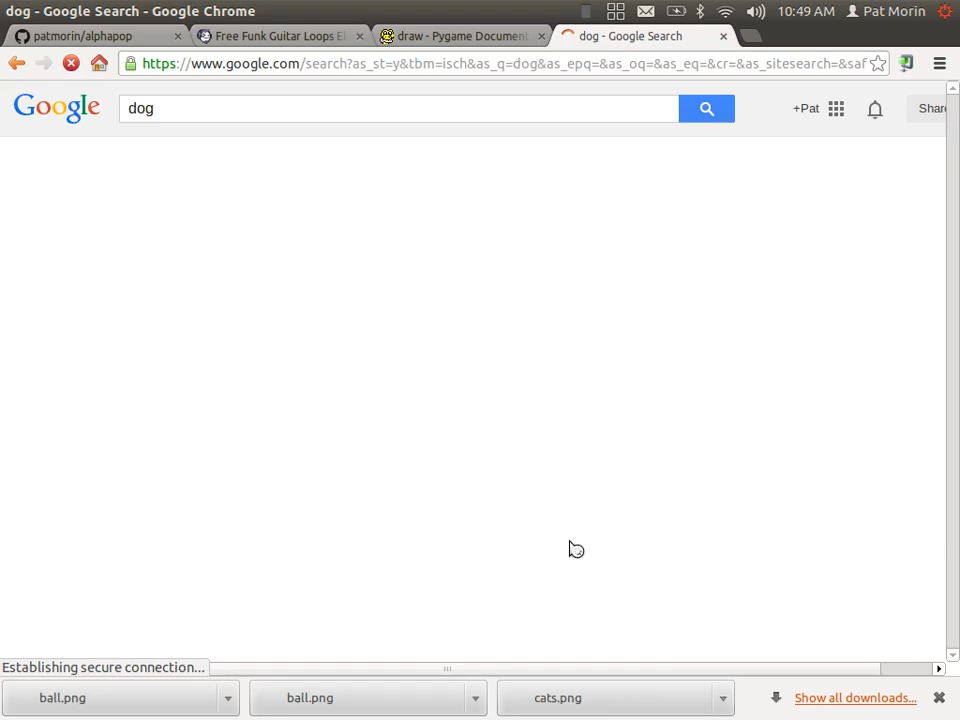 dog - Google Search - Google Chrome
10:49 AM
Pat Morin
patmorin/alphapop
Free Funk Guitar Loops El
draw - Pygame Document
dog - Google Search
https://www.google.com/search?as_st=y&tbm=isch&as_q=dog&as_epq=&as_oq=&as_eq=&cr=&as_sitesearch=&saf
Google
dog
+Pat
Share
Establishing secure connection...
ball.png
ball.png
cats.png
Show all downloads...